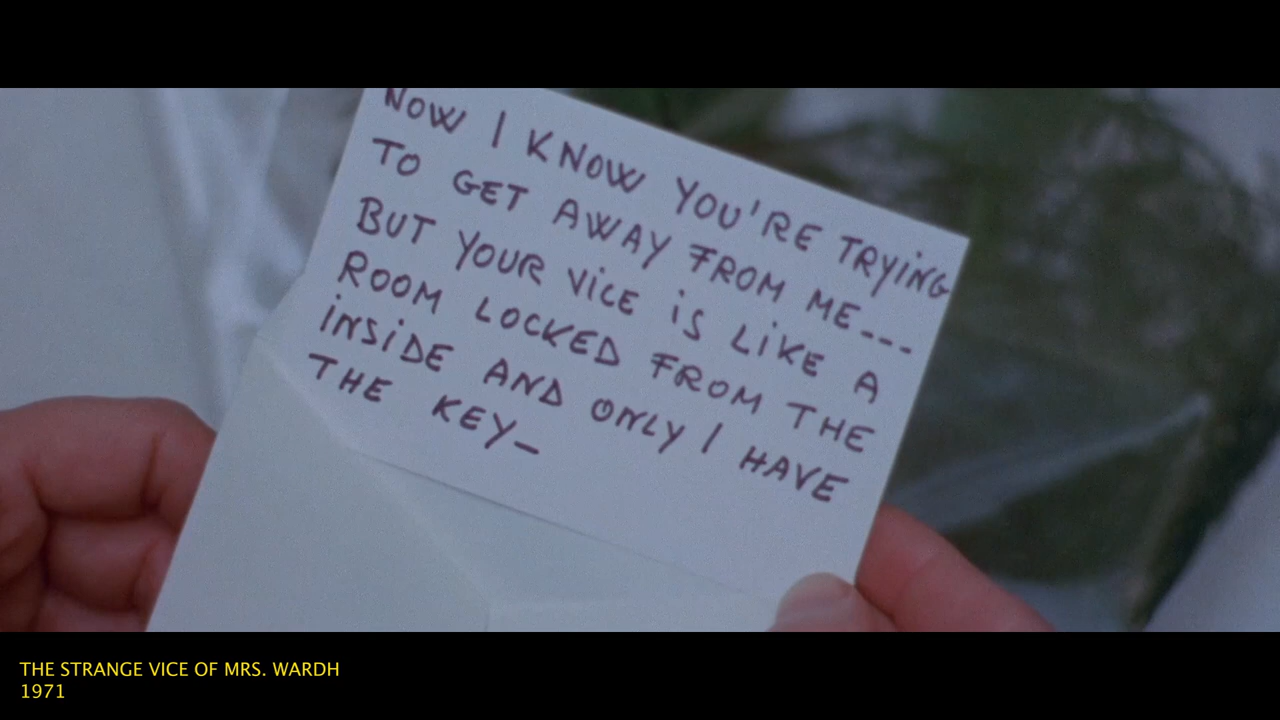 NOW I KNOW YOU'RE TRYiNG
TO GET AWAY FROM ME---
BUT YOUR ViCE iS LiKE A
ROOM LOCKED FROM THE
iNSiDE AND ONLY I HAVE
THE KEY—
THE STRANGE VICE OF MRS. WARDH
1971